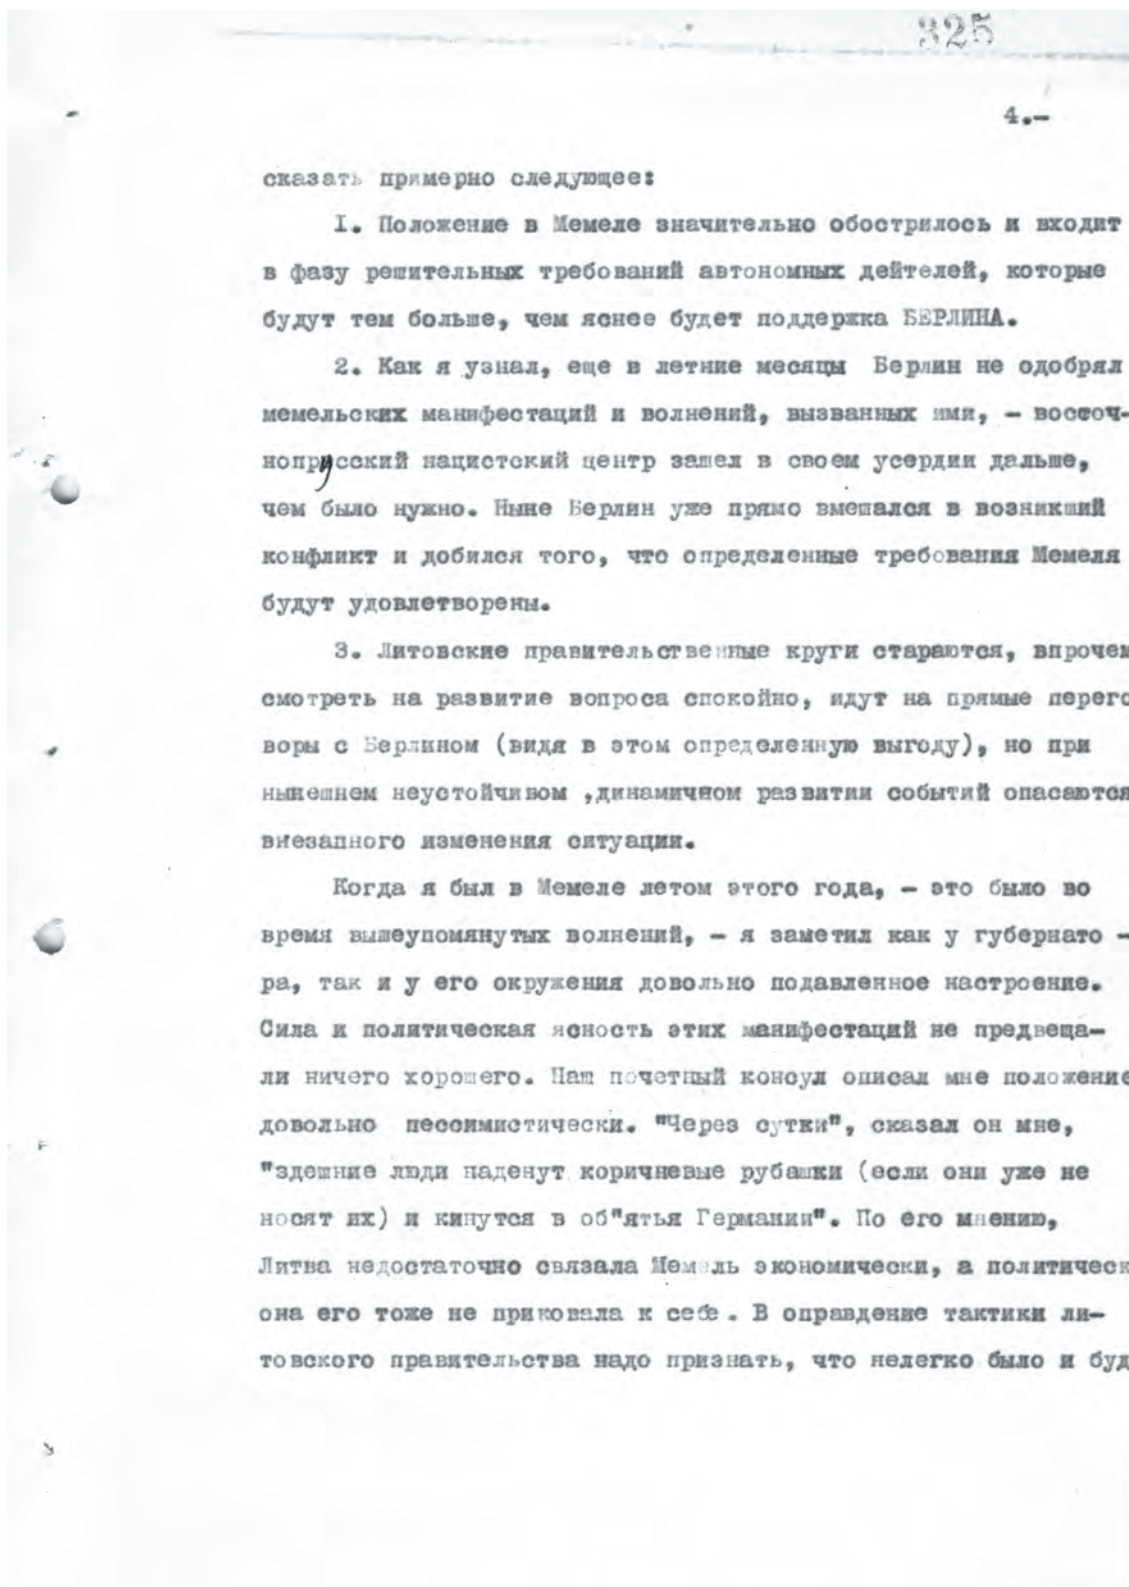 325
4.-
сказать примерно следующее:
I. Положение в Мемеле значительно обострилось и входит
в фазу решительных требований автономных дейтелей, которые
будут тем больше, чем яснее будет поддержка БЕРЛИНА.
2. Как я узнал, еще в летние месяцы Берлин не одобрял
мемельских манифестаций и волнений, вызванных ими, - восточ-
нопрусский нацистский центр зашел в своем усердии дальше,
чем было нужно. Ныне Берлин уже прямо вмешался в возникший
конфликт и добился того, что определенные требования Мемеля
будут удовлетворены.
3. Литовские правительственные круги стараются, впрочем
смотреть на развитие вопроса спокойно, идут на прямые перего
воры с Берлином (видя в этом определенную выгоду), но при
нынешнем неустойчивом ,динамичном развитии событий опасаются
внезапного изменения ситуации.
Когда я был в Мемеле летом этого года, - это было во
время вышеупомянутых волнений, - я заметил как у губернато -
ра, так и у его окружения довольно подавленное настроение.
Сила и политическая ясность этих манифестаций не предвеща-
ли ничего хорошего. Наш почетный консул описал мне положение
довольно пессимистически. "Через сутки", сказал он мне,
"здешние люди наденут коричневые рубашки (если они уже не
носят их) и кинутся в об"ятья Германии". По его мнению,
Литва недостаточно связала Мемель экономически, а политическ
она его тоже не приковала к себе. В оправдение тактики ли-
товского правительства надо признать, что нелегко было и буд